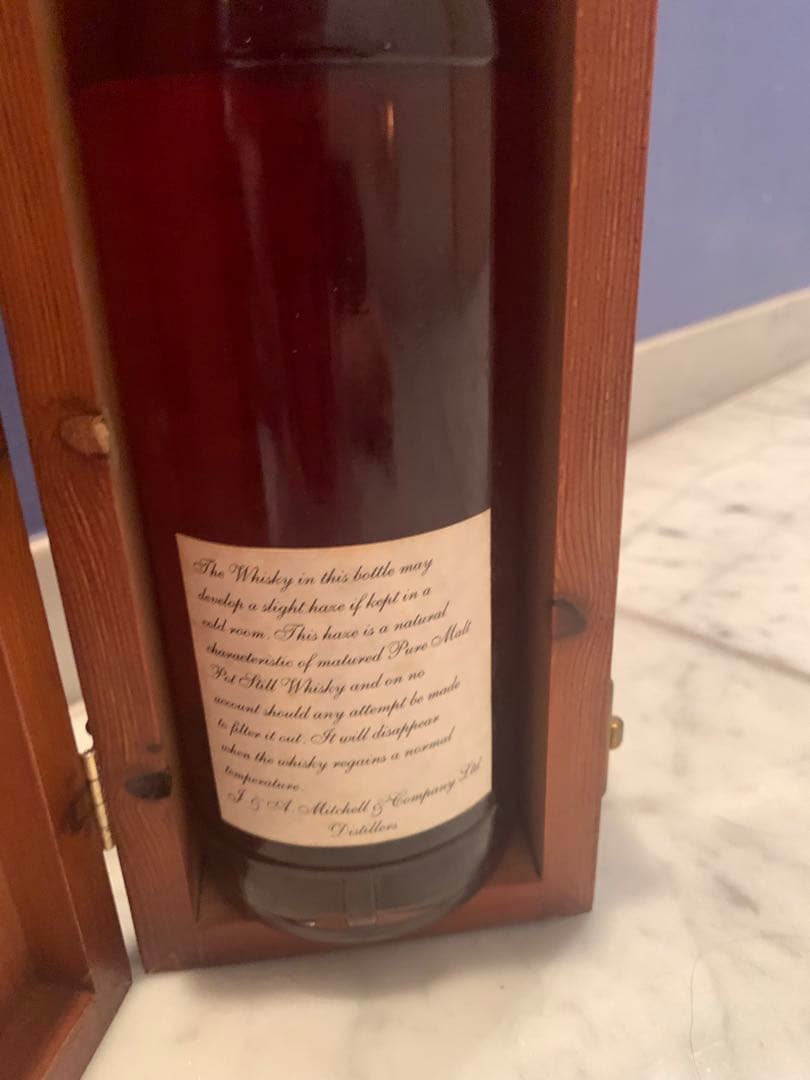 The Whisky in this bottle may
develop a slight haze if kept in a
cold room. This haze is a natural
characteristic of matured Pure Malt
Pot Still Whisky and on no
account should any attempt be made
to filter it out. It will disappear
when the whisky regains a normal
temperature.
J & A. Mitchell & Company Ltd
Distillers